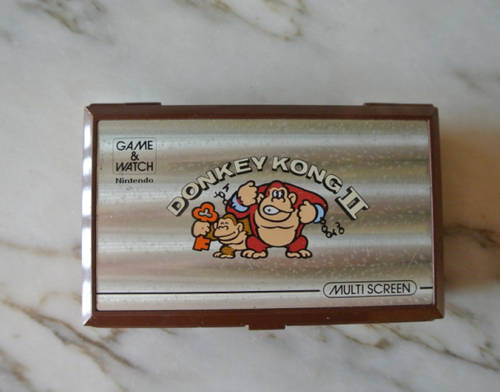 GAME
&
WATCH
Nintendo
DONKEY KONG II
MULTI SCREEN